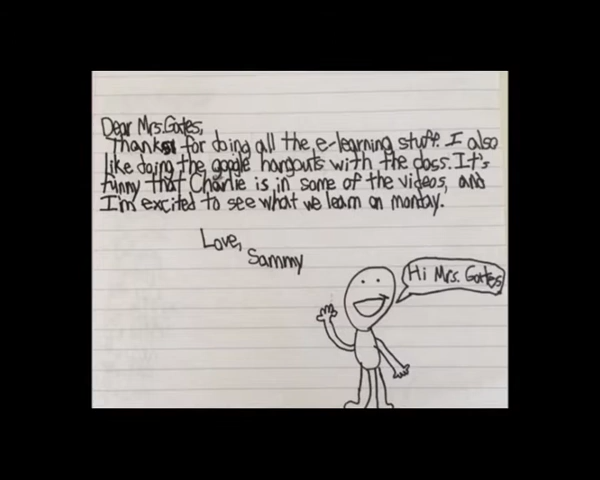 Dear Mrs. Gates,
Thanks for doing all the e-learning stuff. I also
like doing the google hangouts with the class. It's
funny that Charlie is in some of the videos, and
I'm excited to see what we learn on monday.
Love,
Sammy
Hi Mrs. Gates